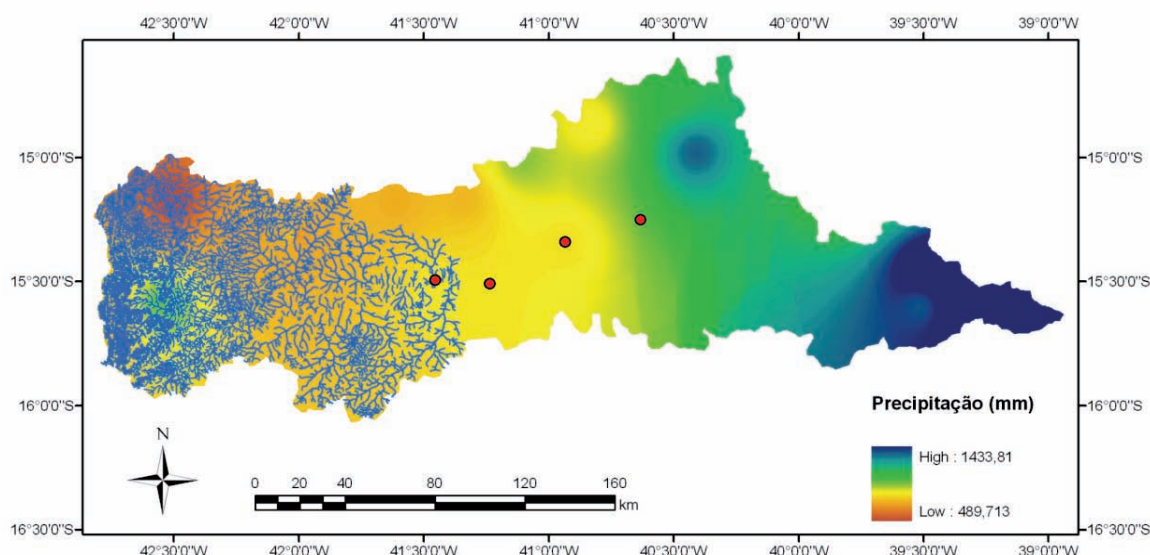 42°30'0"W 42°0'0"W 41°30'0"W 41°0'0"W 40°30'0"W 40°0'0"W 39°30'0"W 39°0'0"W
15°0'0"S 15°0'0"S
15°30'0"S 15°30'0"S
16°0'0"S 16°0'0"S
Precipitação (mm)
N
High : 1433,81
0 20 40 80 120 160
km
Low : 489,713
16°30'0"S 16°30'0"S
42°30'0"W 42°0'0"W 41°30'0"W 41°0'0"W 40°30'0"W 40°0'0"W 39°30'0"W 39°0'0"W